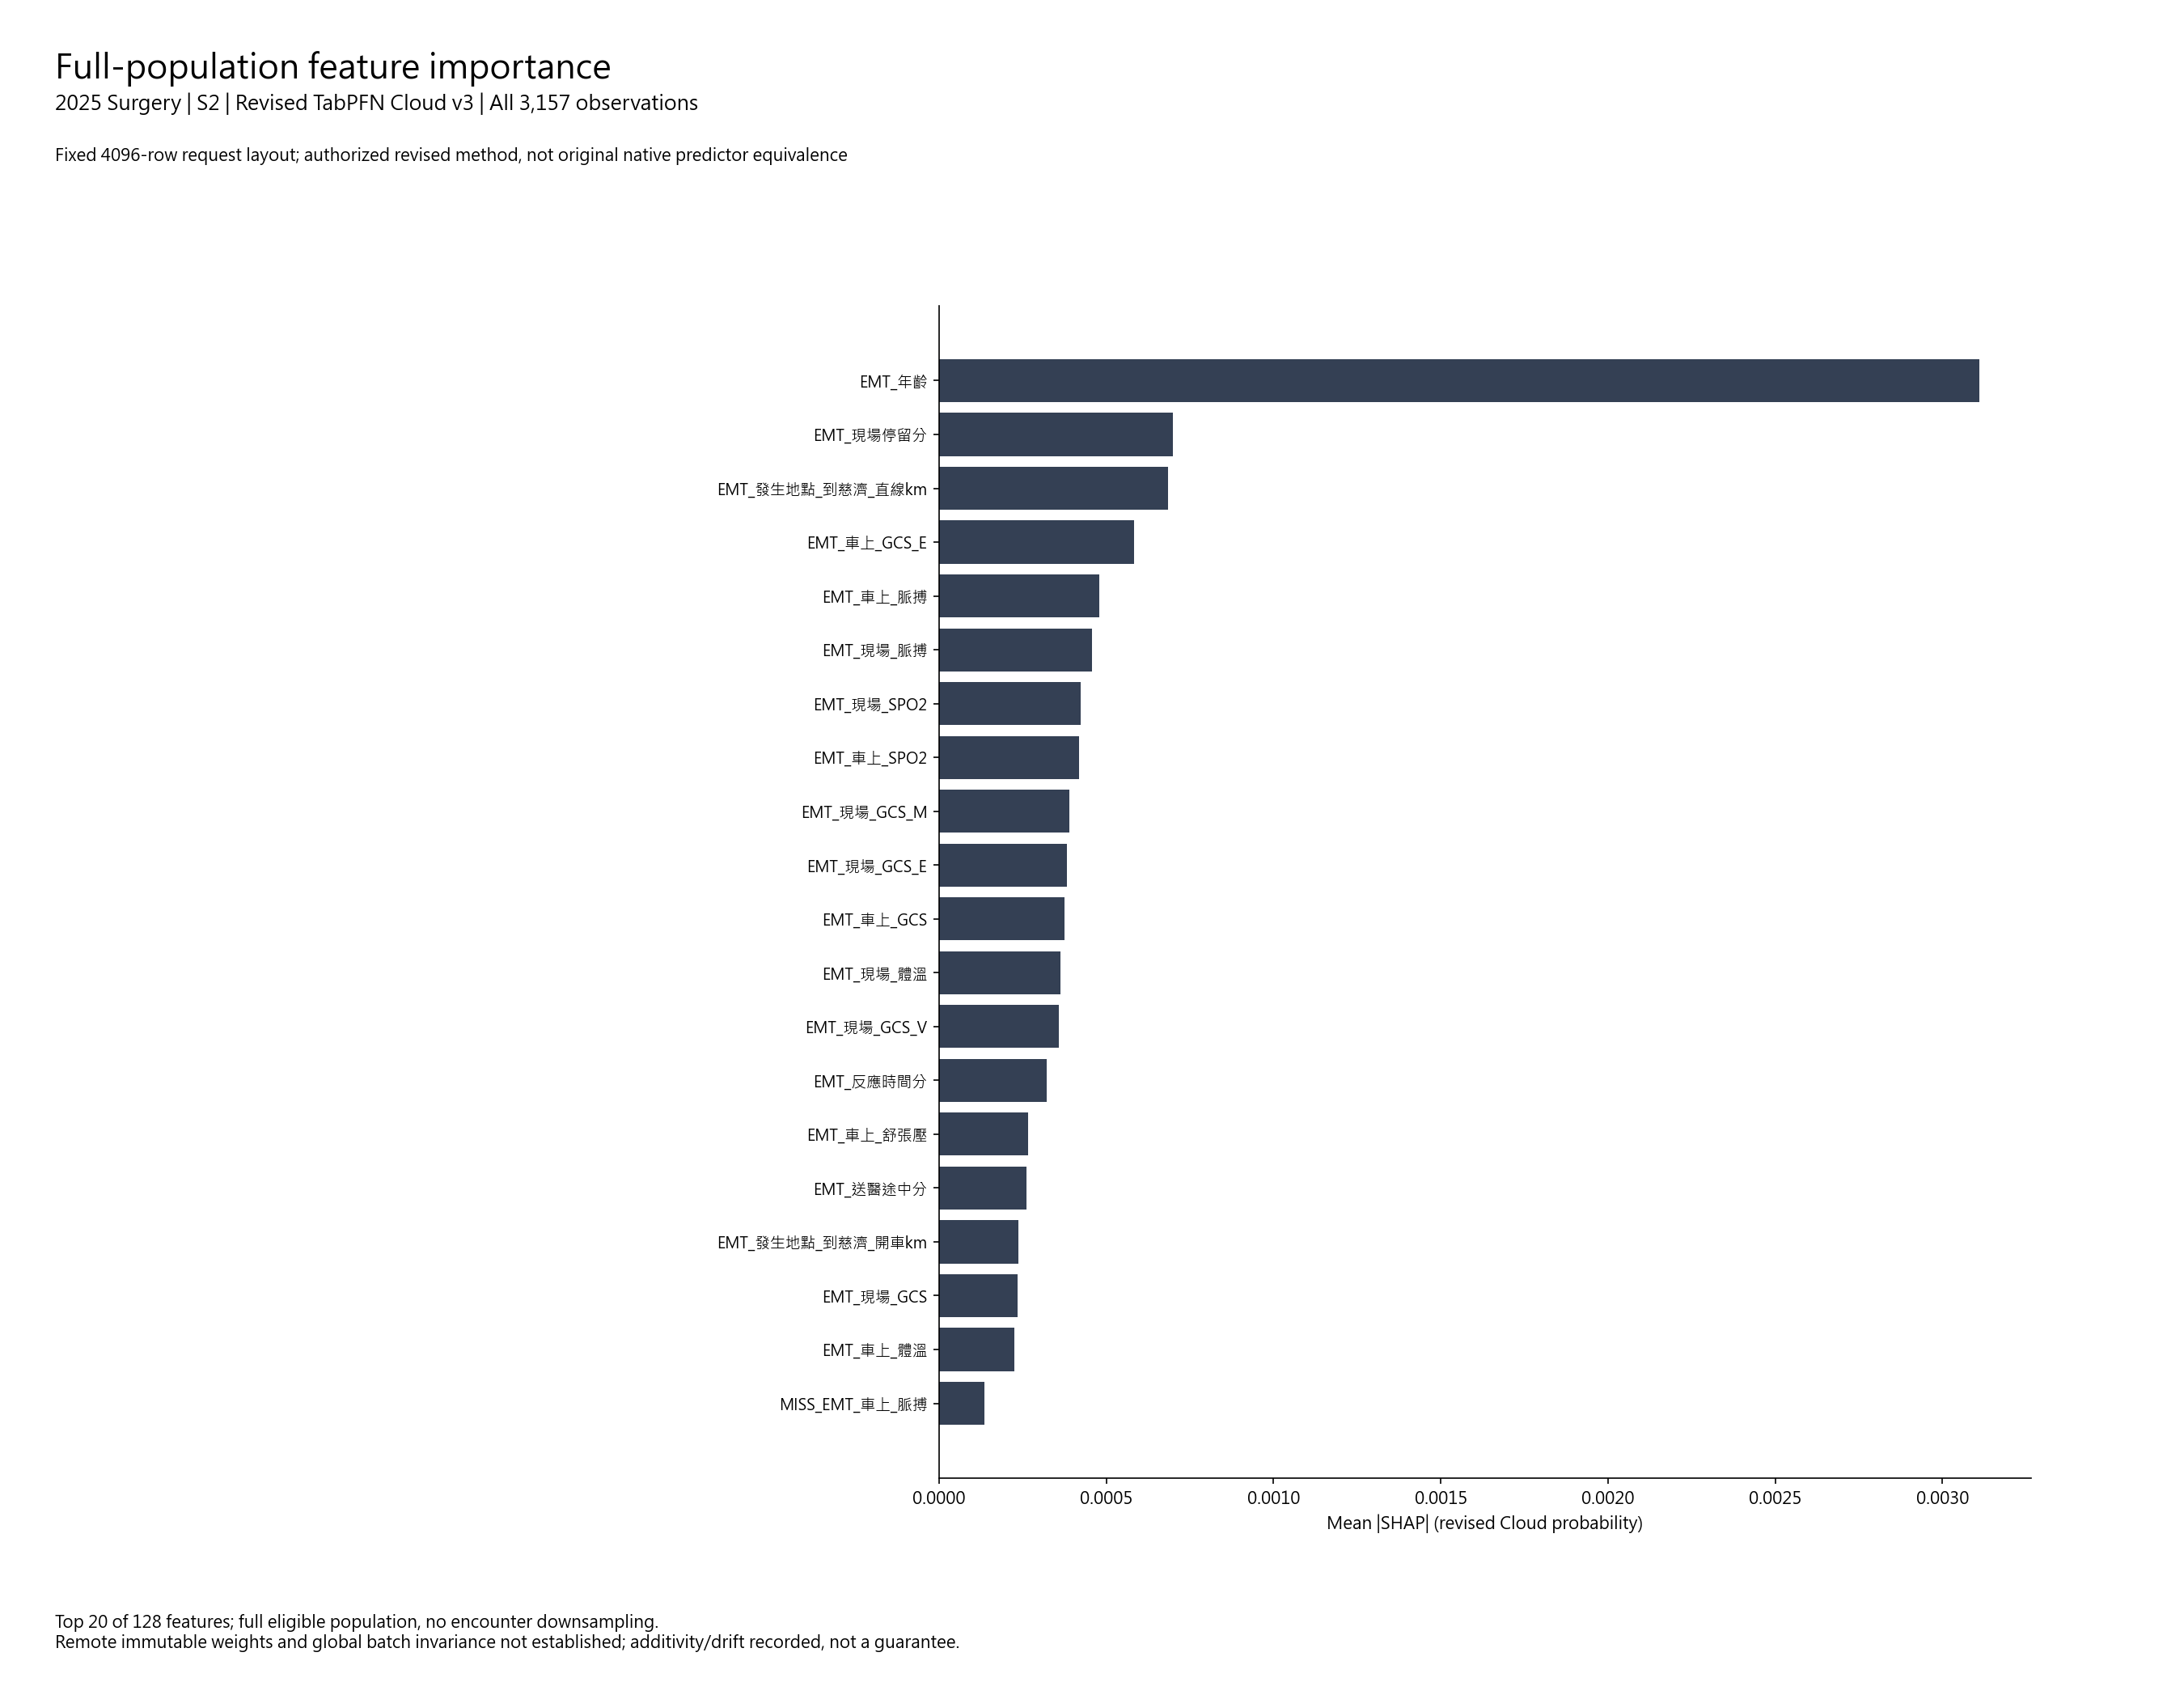 Full-population feature importance
2025 Surgery | S2 | Revised TabPFN Cloud v3 | All 3,157 observations
Fixed 4096-row request layout; authorized revised method, not original native predictor equivalence
EMT_年齡
EMT_現場停留分
EMT_發生地點_到慈濟_直線km
EMT_車上_GCS_E
EMT_車上_脈搏
EMT_現場_脈搏
EMT_現場_SPO2
EMT_車上_SPO2
EMT_現場_GCS_M
EMT_現場_GCS_E
EMT_車上_GCS
EMT_現場_體溫
EMT_現場_GCS_V
EMT_反應時間分
EMT_車上_舒張壓
EMT_送醫途中分
EMT_發生地點_到慈濟_開車km
EMT_現場_GCS
EMT_車上_體溫
MISS_EMT_車上_脈搏
0.0000 0.0005 0.0010 0.0015 0.0020 0.0025 0.0030
Mean |SHAP| (revised Cloud probability)
Top 20 of 128 features; full eligible population, no encounter downsampling.
Remote immutable weights and global batch invariance not established; additivity/drift recorded, not a guarantee.